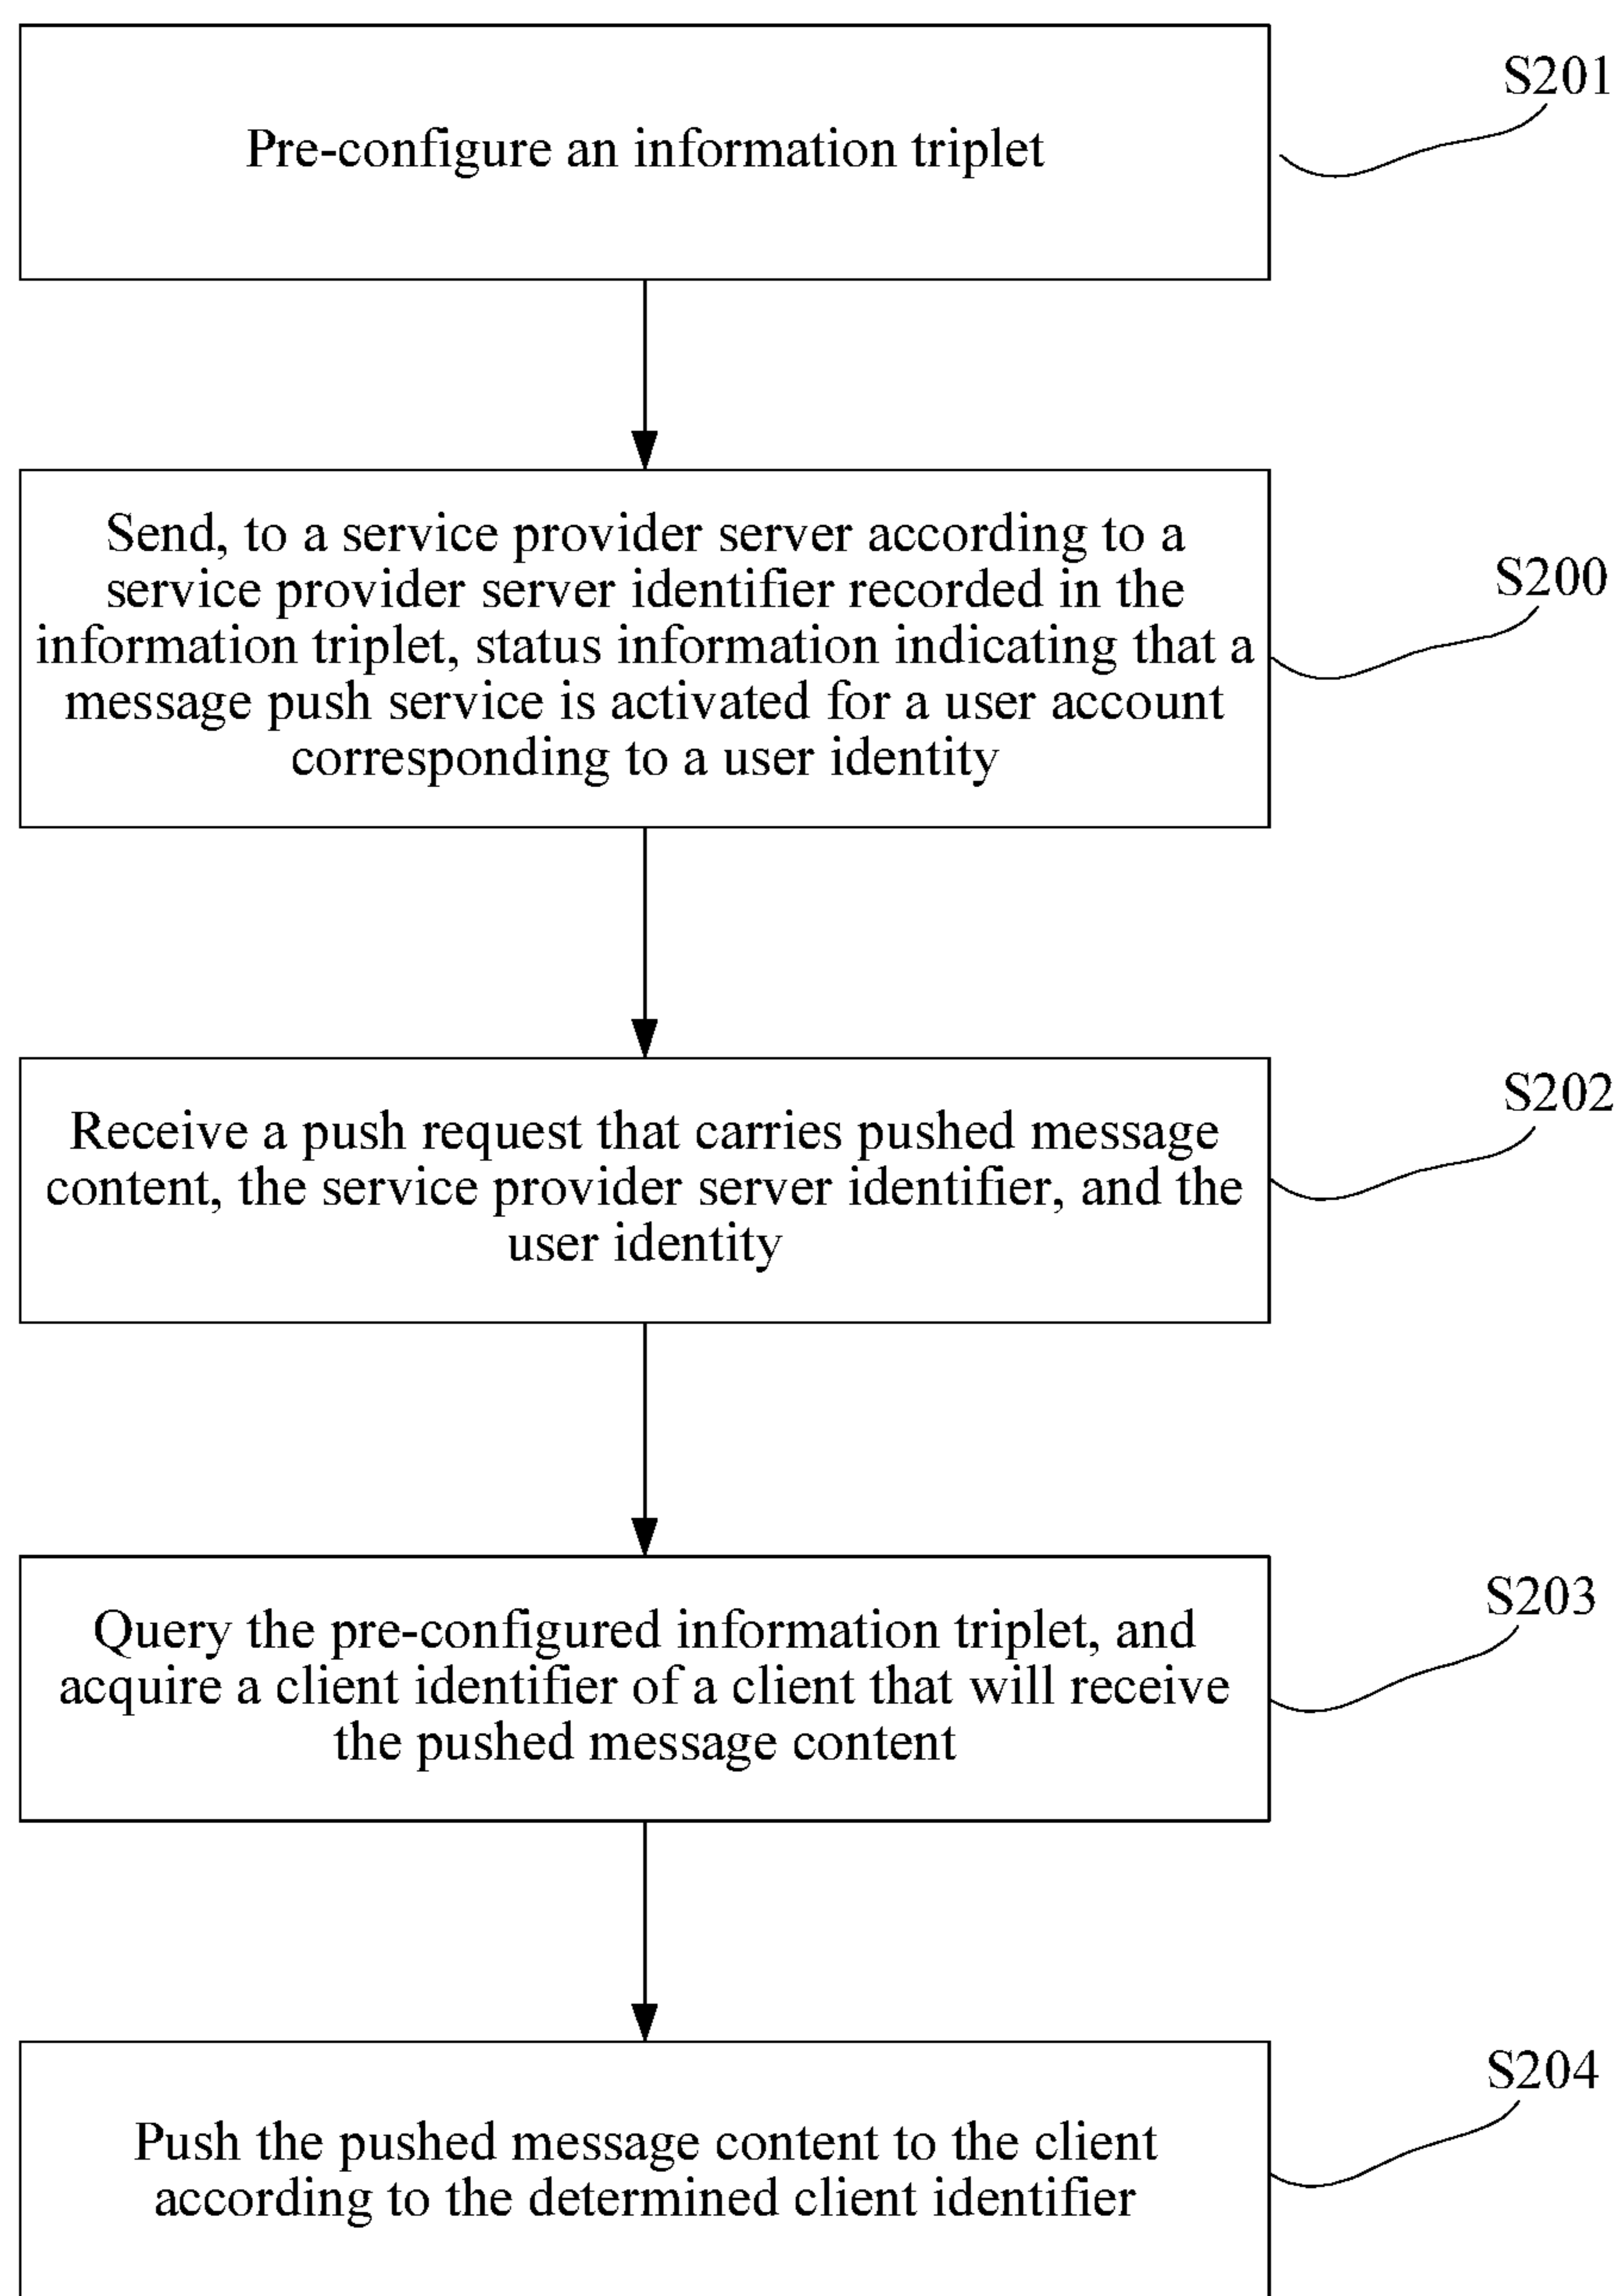 S201
Pre-configure an information triplet
Send, to a service provider server according to a
service provider server identifier recorded in the
information triplet, status information indicating that a
message push service is activated for a user account
corresponding to a user identity
S200
Receive a push request that carries pushed message
content, the service provider server identifier, and the
user identity
S202
Query the pre-configured information triplet, and
acquire a client identifier of a client that will receive
the pushed message content
S203
Push the pushed message content to the client
according to the determined client identifier
S204